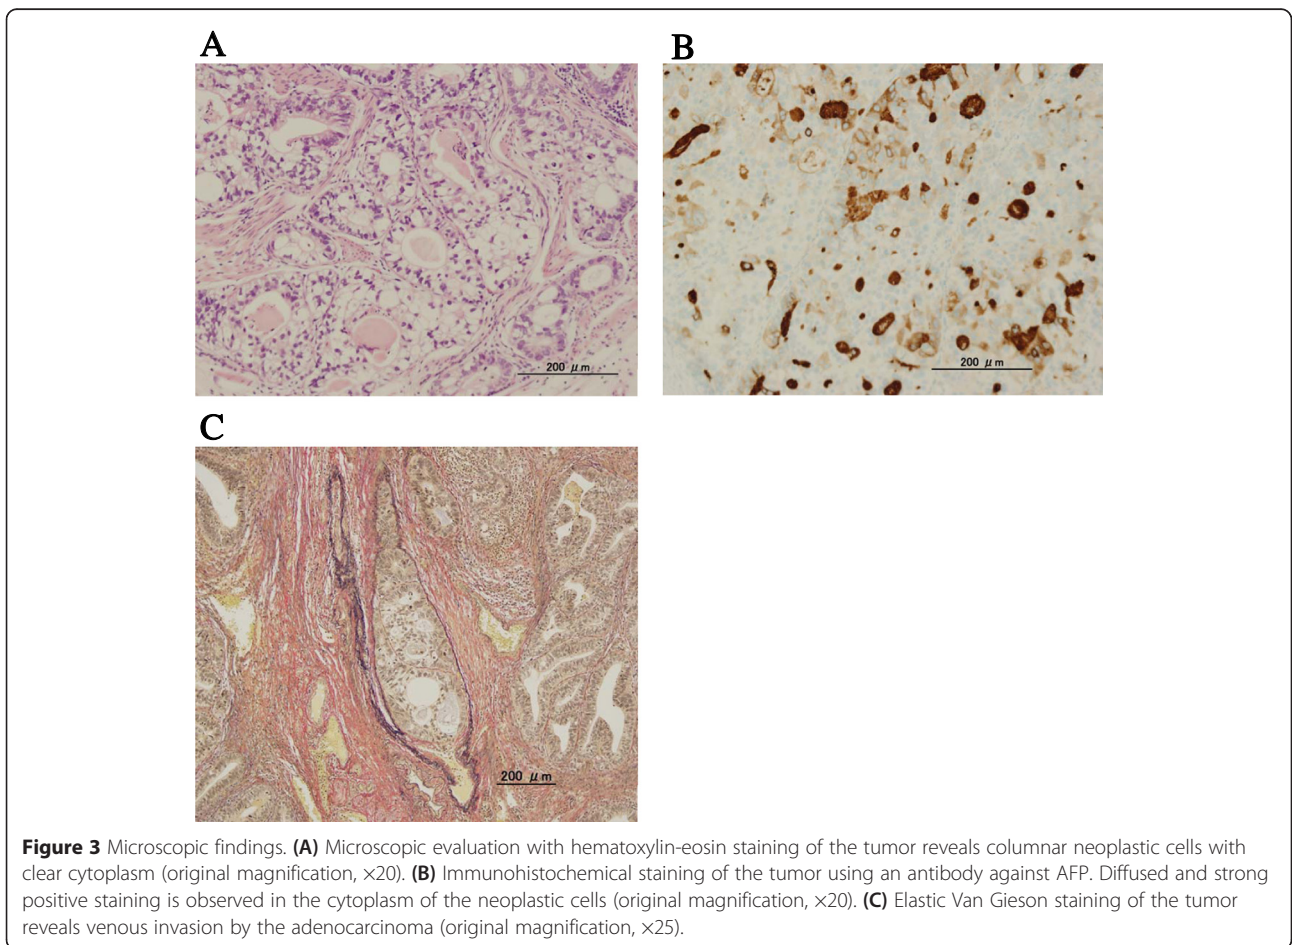 A
B
200 μm
200 μm
C
200 μm
Figure 3 Microscopic findings. (A) Microscopic evaluation with hematoxylin-eosin staining of the tumor reveals columnar neoplastic cells with
clear cytoplasm (original magnification, ×20). (B) Immunohistochemical staining of the tumor using an antibody against AFP. Diffused and strong
positive staining is observed in the cytoplasm of the neoplastic cells (original magnification, ×20). (C) Elastic Van Gieson staining of the tumor
reveals venous invasion by the adenocarcinoma (original magnification, ×25).